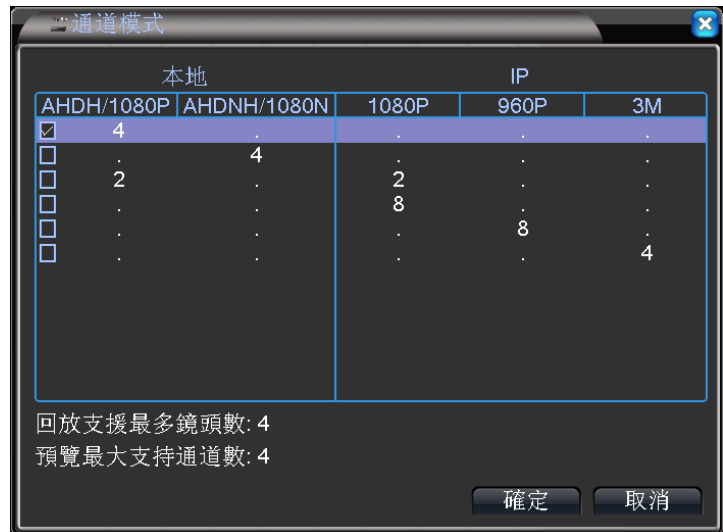 通道模式
本地 IP
AHDH/1080P AHDNH/1080N 1080P 960P 3M
4 . . . .
. 4 . . .
2 . 2 . .
. . 8 . .
. . . 8 .
. . . . 4
回放支援最多鏡頭數: 4
預覽最大支持通道數: 4
確定 取消